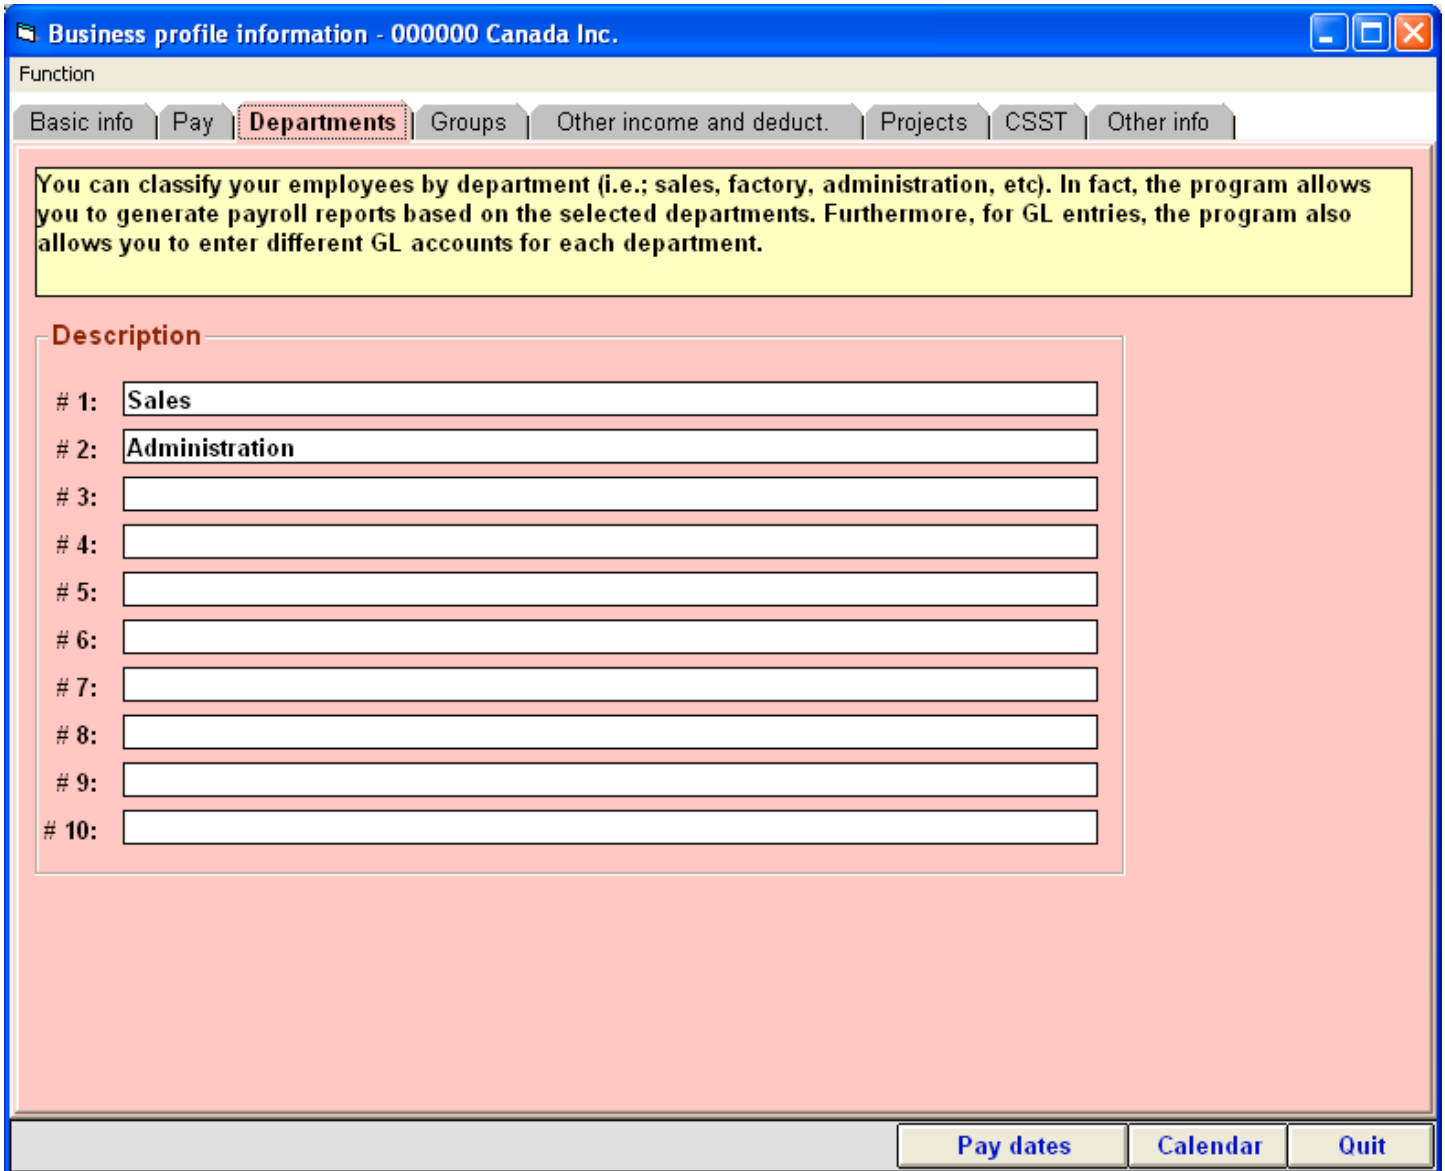 Business profile information - 000000 Canada Inc.
Function
Basic info Pay Departments Groups Other income and deduct. Projects CSST Other info
You can classify your employees by department (i.e.; sales, factory, administration, etc). In fact, the program allows
you to generate payroll reports based on the selected departments. Furthermore, for GL entries, the program also
allows you to enter different GL accounts for each department.
Description
# 1: Sales
# 2: Administration
# 3:
# 4:
# 5:
# 6:
# 7:
# 8:
# 9:
# 10:
Pay dates Calendar Quit